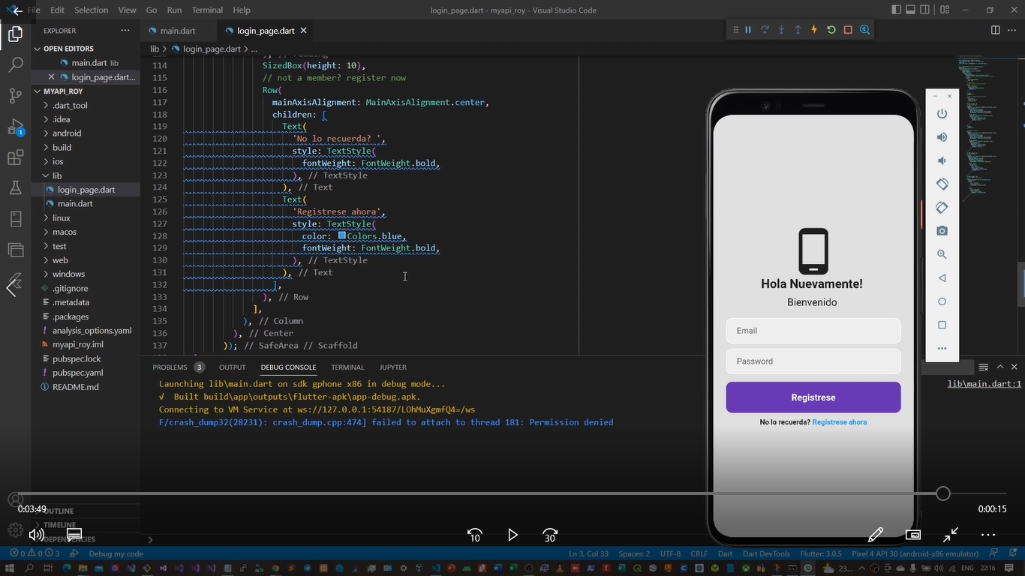 File Edit Selection View Go Run Terminal Help
login_page.dart - myapi_roy - Visual Studio Code
EXPLORER
OPEN EDITORS
main.dart lib
login_page.dart...
MYAPI_ROY
.dart_tool
.idea
android
build
ios
lib
login_page.dart
main.dart
linux
macos
test
web
windows
.gitignore
.metadata
.packages
analysis_options.yaml
myapi_roy.iml
pubspec.lock
pubspec.yaml
README.md
OUTLINE
TIMELINE
DEPENDENCIES
main.dart
login_page.dart
lib > login_page.dart > ...
114 SizedBox(height: 10),
115 // not a member? register now
116 Row(
117 mainAxisAlignment: MainAxisAlignment.center,
118 children: [
119 Text(
120 'No lo recuerda? ',
121 style: TextStyle(
122 fontWeight: FontWeight.bold,
123 ), // TextStyle
124 ), // Text
125 Text(
126 'Registrese ahora',
127 style: TextStyle(
128 color: Colors.blue,
129 fontWeight: FontWeight.bold,
130 ), // TextStyle
131 ), // Text
132 ],
133 ), // Row
134 ],
135 ), // Column
136 ), // Center
137 )); // SafeArea // Scaffold
PROBLEMS 3 OUTPUT DEBUG CONSOLE TERMINAL JUPYTER
Launching lib\main.dart on sdk gphone x86 in debug mode...
√ Built build\app\outputs\flutter-apk\app-debug.apk.
Connecting to VM Service at ws://127.0.0.1:54187/LOhMuXgmfQ4=/ws
F/crash_dump32(28231): crash_dump.cpp:474] failed to attach to thread 181: Permission denied
lib\main.dart:1
Hola Nuevamente!
Bienvenido
Email
Password
Registrese
No lo recuerda? Registrese ahora
0:03:49
0:00:15
10
30
0 0 3 Debug my code
Ln 3, Col 33 Spaces: 2 UTF-8 CRLF Dart Dart DevTools Flutter: 3.0.5 Pixel 4 API 30 (android-x86 emulator)
23...
ENG 22:16